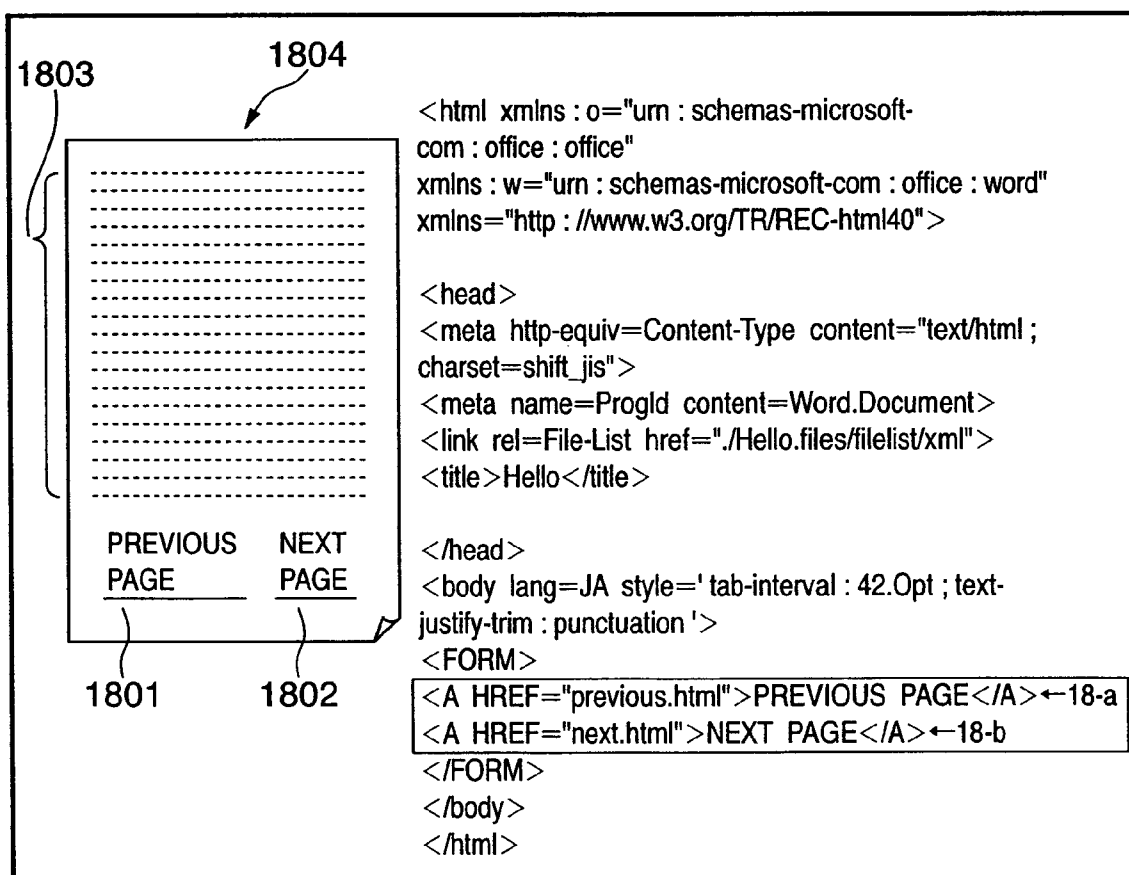 1803
1804
PREVIOUS PAGE
NEXT PAGE
1801
1802
<html xmlns : o="urn : schemas-microsoft-
com : office : office"
xmlns : w="urn : schemas-microsoft-com : office : word"
xmlns="http : //www.w3.org/TR/REC-html40">
<head>
<meta http-equiv=Content-Type content="text/html ;
charset=shift_jis">
<meta name=ProgId content=Word.Document>
<link rel=File-List href="./Hello.files/filelist/xml">
<title>Hello</title>
</head>
<body lang=JA style=' tab-interval : 42.Opt ; text-
justify-trim : punctuation '>
<FORM>
<A HREF="previous.html">PREVIOUS PAGE</A>←18-a
<A HREF="next.html">NEXT PAGE</A>←18-b
</FORM>
</body>
</html>